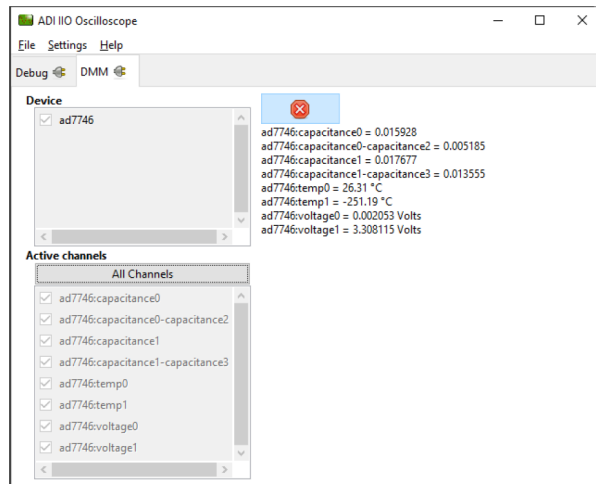 ADI IIO Oscilloscope
File Settings Help
Debug DMM
Device
ad7746
ad7746:capacitance0 = 0.015928
ad7746:capacitance0-capacitance2 = 0.005185
ad7746:capacitance1 = 0.017677
ad7746:capacitance1-capacitance3 = 0.013555
ad7746:temp0 = 26.31 °C
ad7746:temp1 = -251.19 °C
ad7746:voltage0 = 0.002053 Volts
ad7746:voltage1 = 3.308115 Volts
Active channels
All Channels
ad7746:capacitance0
ad7746:capacitance0-capacitance2
ad7746:capacitance1
ad7746:capacitance1-capacitance3
ad7746:temp0
ad7746:temp1
ad7746:voltage0
ad7746:voltage1